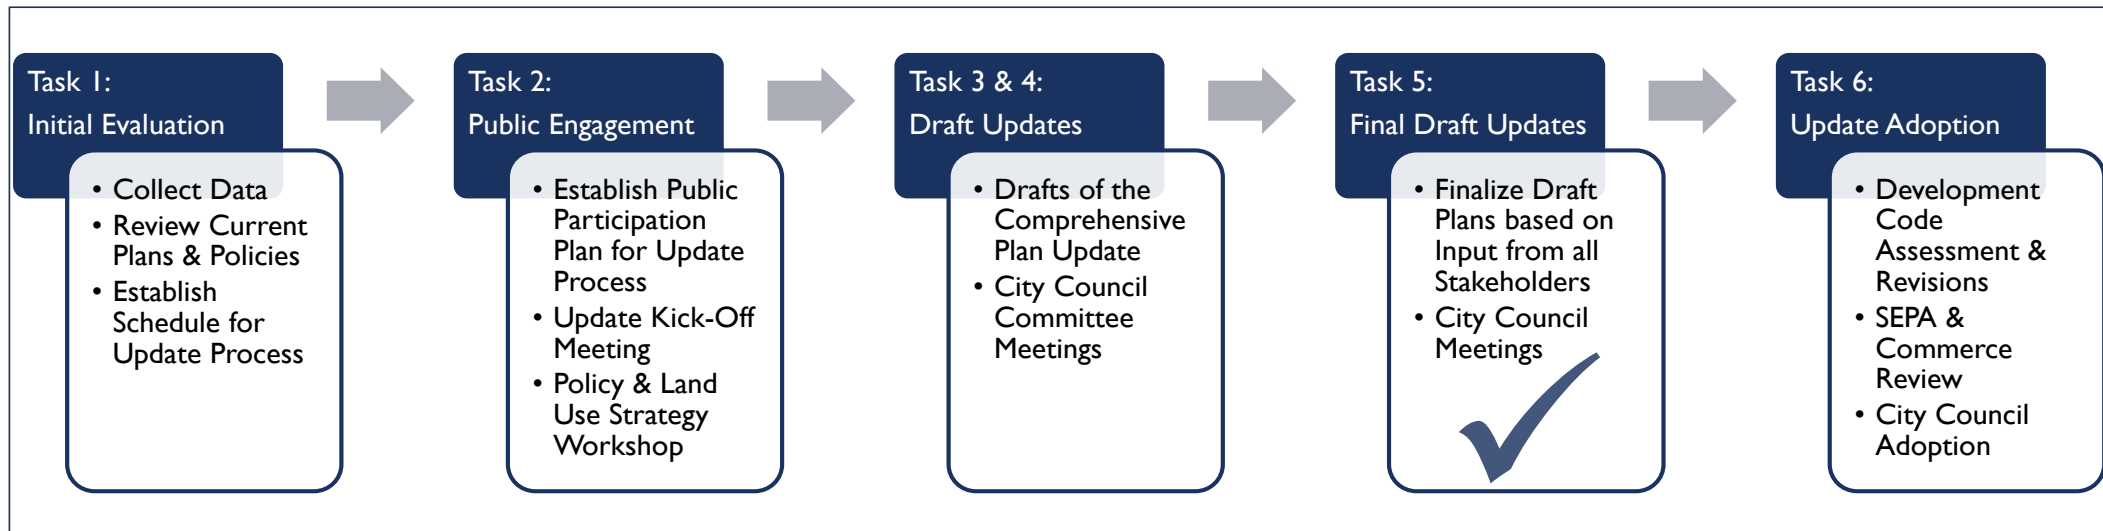 Task 1:
Initial Evaluation
• Collect Data
• Review Current
Plans & Policies
• Establish
Schedule for
Update Process
Task 2:
Public Engagement
• Establish Public
Participation
Plan for Update
Process
• Update Kick-Off
Meeting
• Policy & Land
Use Strategy
Workshop
Task 3 & 4:
Draft Updates
• Drafts of the
Comprehensive
Plan Update
• City Council
Committee
Meetings
Task 5:
Final Draft Updates
• Finalize Draft
Plans based on
Input from all
Stakeholders
• City Council
Meetings
Task 6:
Update Adoption
• Development
Code
Assessment &
Revisions
• SEPA &
Commerce
Review
• City Council
Adoption